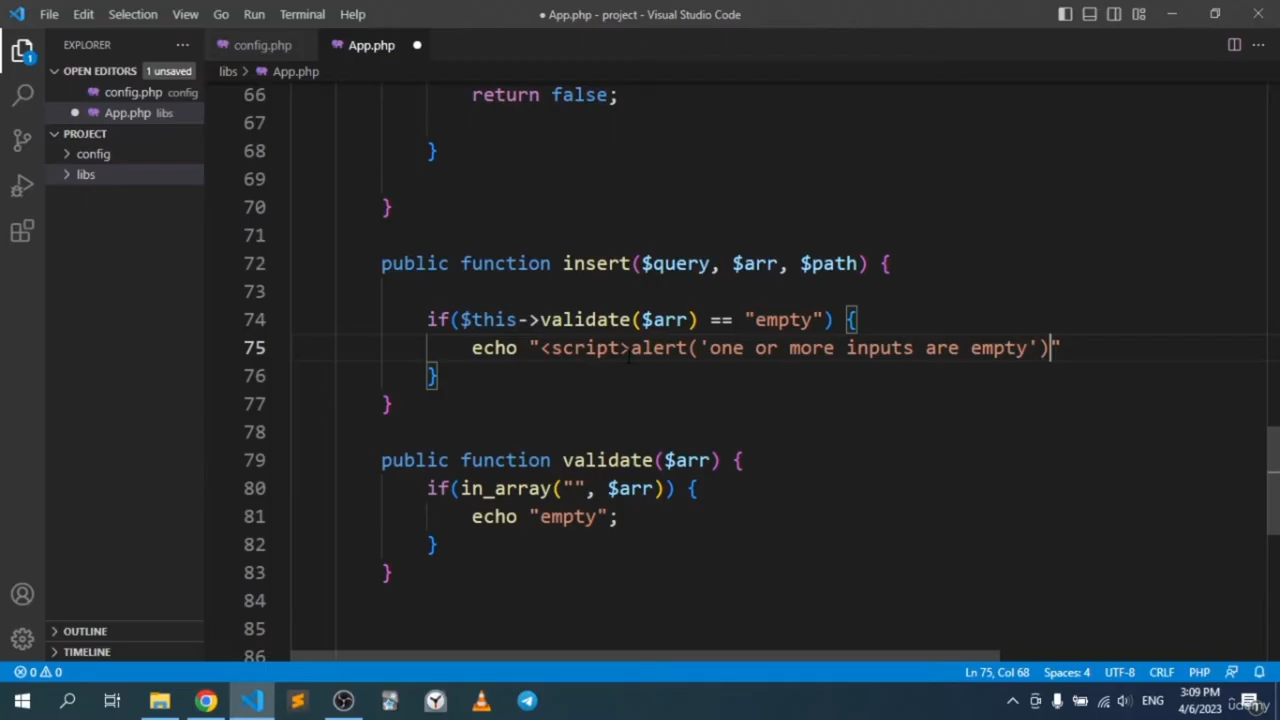 File Edit Selection View Go Run Terminal Help
● App.php - project - Visual Studio Code
EXPLORER
OPEN EDITORS 1 unsaved
config.php config
App.php libs
PROJECT
config
libs
OUTLINE
TIMELINE
config.php
App.php
libs > App.php
66 return false;
67
68 }
69
70 }
71
72 public function insert($query, $arr, $path) {
73
74 if($this->validate($arr) == "empty") {
75 echo "<script>alert('one or more inputs are empty')"
76 }
77 }
78
79 public function validate($arr) {
80 if(in_array("", $arr)) {
81 echo "empty";
82 }
83 }
84
85
86
0 0
Ln 75, Col 68 Spaces: 4 UTF-8 CRLF PHP
ENG
3:09 PM
4/6/2023
udemy
1